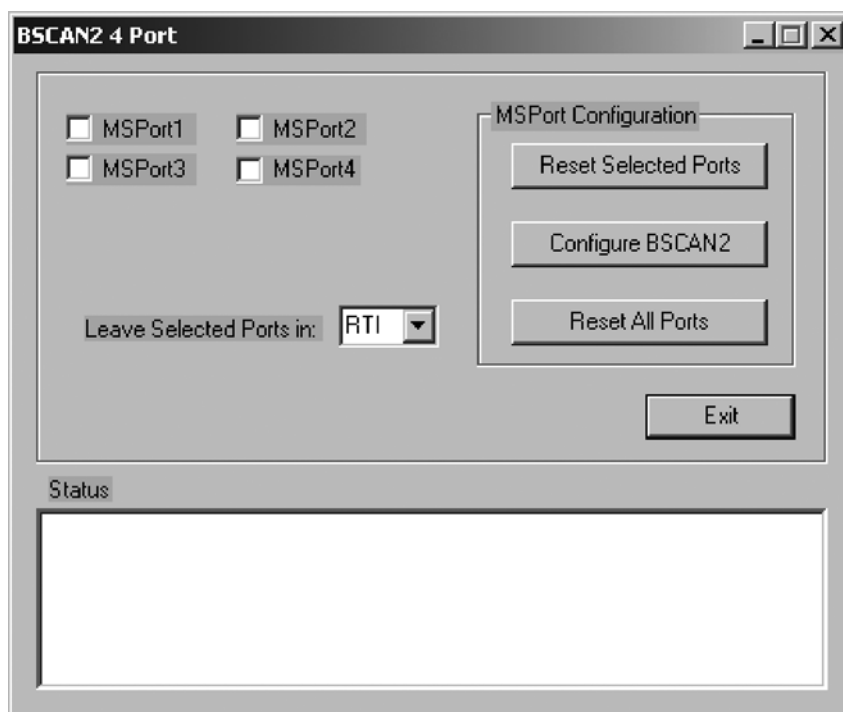 BSCAN2 4 Port
MSPort1 MSPort2
MSPort3 MSPort4
Leave Selected Ports in: RTI
MSPort Configuration
Reset Selected Ports
Configure BSCAN2
Reset All Ports
Exit
Status